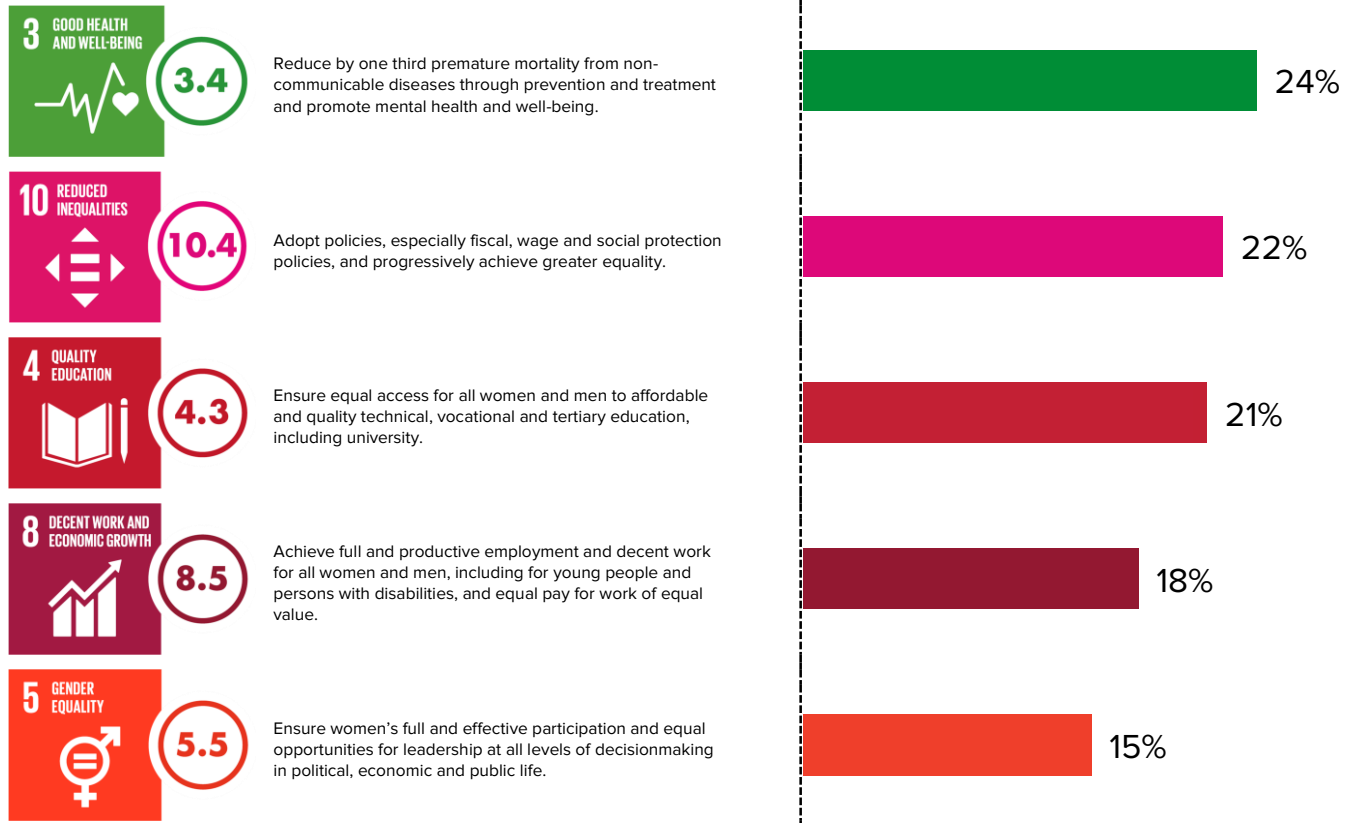 3 GOOD HEALTH
AND WELL-BEING
3.4
Reduce by one third premature mortality from non-
communicable diseases through prevention and treatment
and promote mental health and well-being.
24%
10 REDUCED
INEQUALITIES
10.4
Adopt policies, especially fiscal, wage and social protection
policies, and progressively achieve greater equality.
22%
4 QUALITY
EDUCATION
4.3
Ensure equal access for all women and men to affordable
and quality technical, vocational and tertiary education,
including university.
21%
8 DECENT WORK AND
ECONOMIC GROWTH
8.5
Achieve full and productive employment and decent work
for all women and men, including for young people and
persons with disabilities, and equal pay for work of equal
value.
18%
5 GENDER
EQUALITY
5.5
Ensure women’s full and effective participation and equal
opportunities for leadership at all levels of decisionmaking
in political, economic and public life.
15%